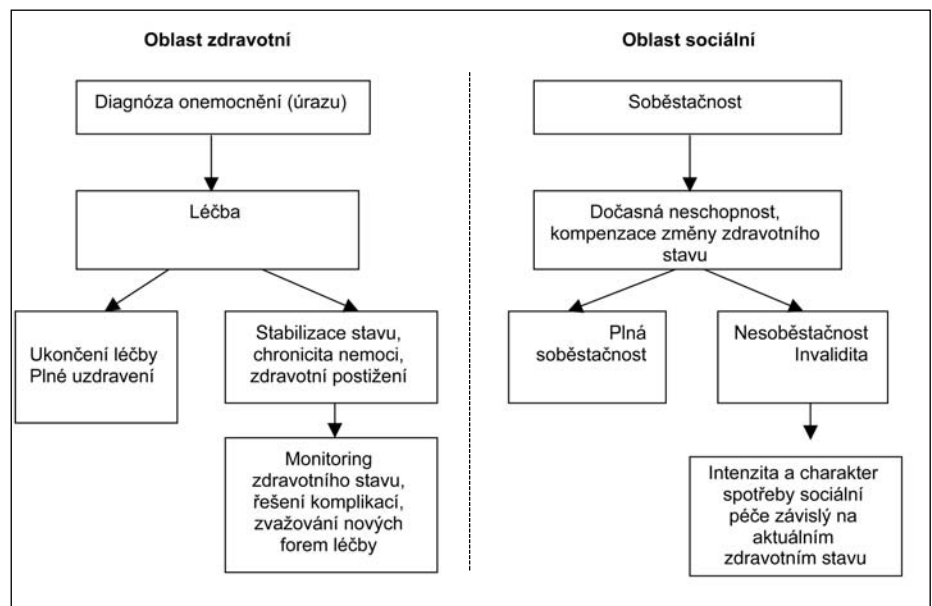 Oblast zdravotní
Diagnóza onemocnění (úrazu)
Léčba
Ukončení léčby
Plné uzdravení
Stabilizace stavu,
chronicita nemoci,
zdravotní postižení
Monitoring
zdravotního stavu,
řešení komplikací,
zvažování nových
forem léčby
Oblast sociální
Soběstačnost
Dočasná neschopnost,
kompenzace změny zdravotního
stavu
Plná
soběstačnost
Nesoběstačnost
Invalidita
Intenzita a charakter
spotřeby sociální
péče závislý na
aktuálním
zdravotním stavu